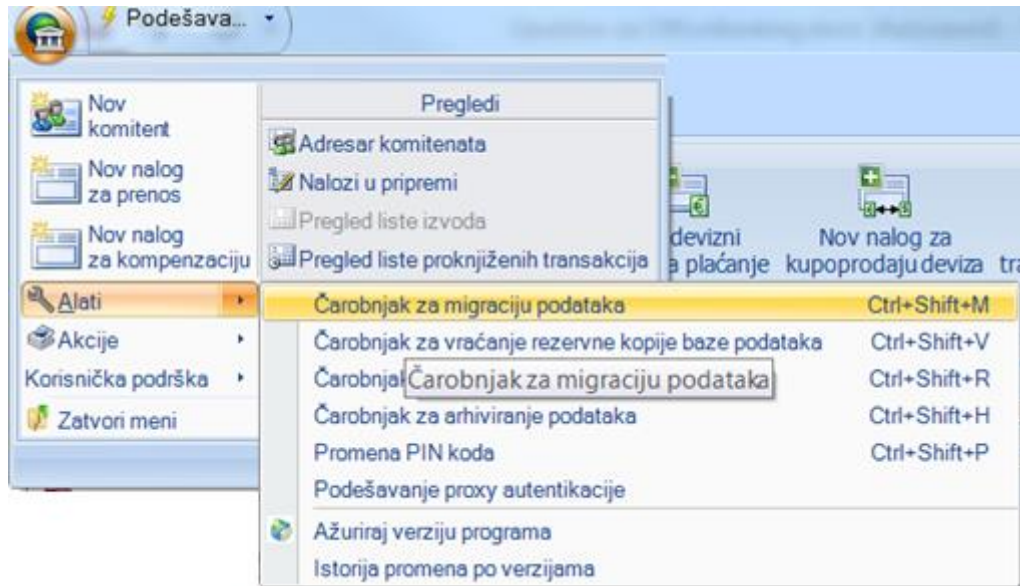 Podešava...
Nov
komitent
Nov nalog
za prenos
Nov nalog
za kompenzaciju
Alati
Akcije
Korisnička podrška
Zatvori meni
Pregledi
Adresar komitenata
Nalozi u pripremi
Pregled liste izvoda
Pregled liste proknjiženih transakcija
devizni
plaćanje
Nov nalog za
kupoprodaju deviza
Čarobnjak za migraciju podataka Ctrl+Shift+M
Čarobnjak za vraćanje rezervne kopije baze podataka Ctrl+Shift+V
Čarobnjak Ctrl+Shift+R
Čarobnjak za migraciju podataka
Čarobnjak za arhiviranje podataka Ctrl+Shift+H
Promena PIN koda Ctrl+Shift+P
Podešavanje proxy autentikacije
Ažuriraj verziju programa
Istorija promena po verzijama